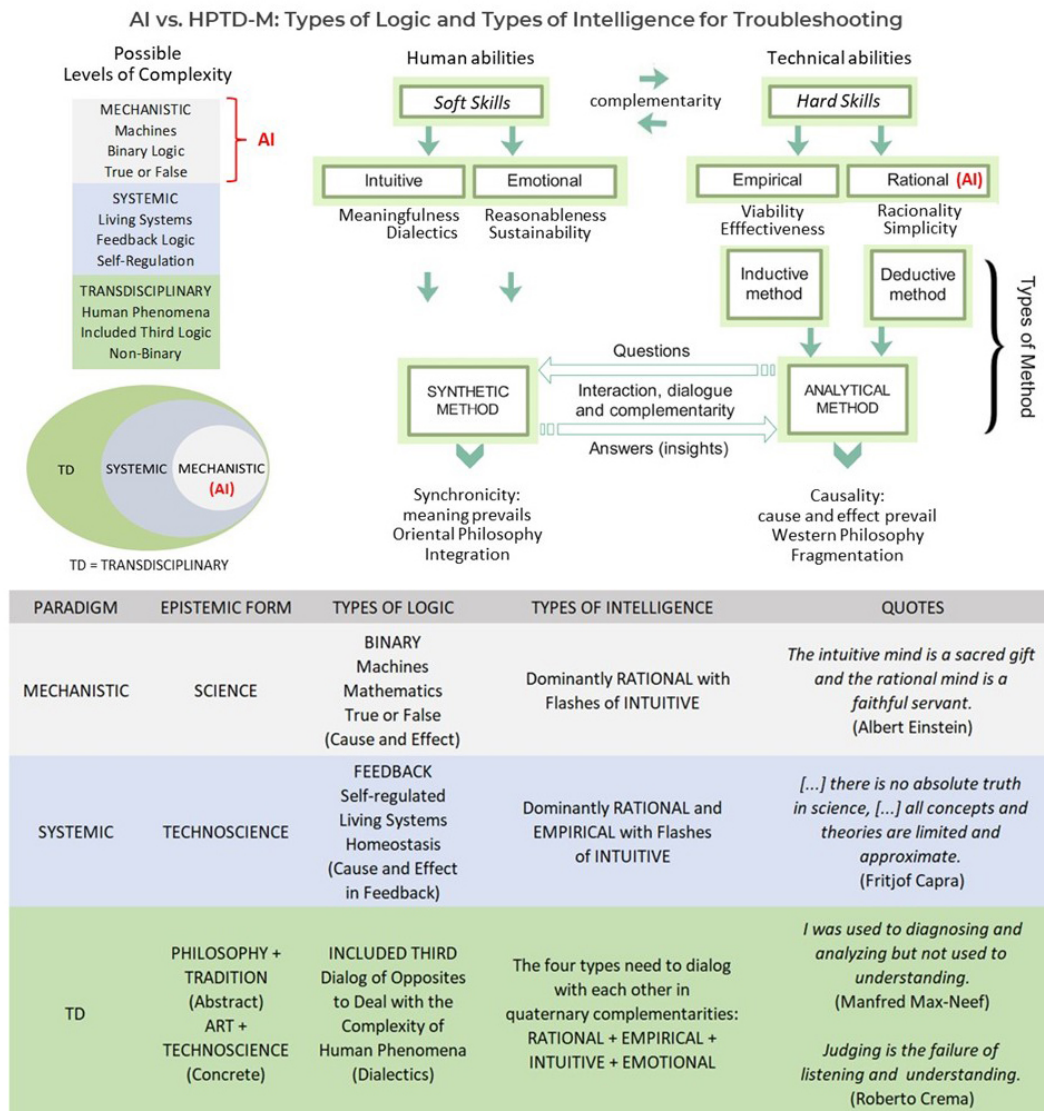 AI vs. HPTD-M: Types of Logic and Types of Intelligence for Troubleshooting
Possible
Levels of Complexity
MECHANISTIC
Machines
Binary Logic
True or False
AI
SYSTEMIC
Living Systems
Feedback Logic
Self-Regulation
TRANSDISCIPLINARY
Human Phenomena
Included Third Logic
Non-Binary
TD
SYSTEMIC
MECHANISTIC
(AI)
TD = TRANSDISCIPLINARY
Human abilities
Soft Skills
complementarity
Technical abilities
Hard Skills
Intuitive
Emotional
Meaningfulness
Dialectics
Reasonableness
Sustainability
Empirical
Rational (AI)
Viability
Efffectiveness
Racionality
Simplicity
Inductive
method
Deductive
method
Types of Method
SYNTHETIC
METHOD
Questions
Interaction, dialogue
and complementarity
Answers (insights)
ANALYTICAL
METHOD
Synchronicity:
meaning prevails
Oriental Philosophy
Integration
Causality:
cause and effect prevail
Western Philosophy
Fragmentation
PARADIGM
EPISTEMIC FORM
TYPES OF LOGIC
TYPES OF INTELLIGENCE
QUOTES
MECHANISTIC
SCIENCE
BINARY
Machines
Mathematics
True or False
(Cause and Effect)
Dominantly RATIONAL with
Flashes of INTUITIVE
The intuitive mind is a sacred gift
and the rational mind is a
faithful servant.
(Albert Einstein)
SYSTEMIC
TECHNOSCIENCE
FEEDBACK
Self-regulated
Living Systems
Homeostasis
(Cause and Effect
in Feedback)
Dominantly RATIONAL and
EMPIRICAL with Flashes
of INTUITIVE
[...] there is no absolute truth
in science, [...] all concepts and
theories are limited and
approximate.
(Fritjof Capra)
TD
PHILOSOPHY +
TRADITION
(Abstract)
ART +
TECHNOSCIENCE
(Concrete)
INCLUDED THIRD
Dialog of Opposites
to Deal with the
Complexity of
Human Phenomena
(Dialectics)
The four types need to dialog
with each other in
quaternary complementarities:
RATIONAL + EMPIRICAL +
INTUITIVE + EMOTIONAL
I was used to diagnosing and
analyzing but not used to
understanding.
(Manfred Max-Neef)
Judging is the failure of
listening and understanding.
(Roberto Crema)